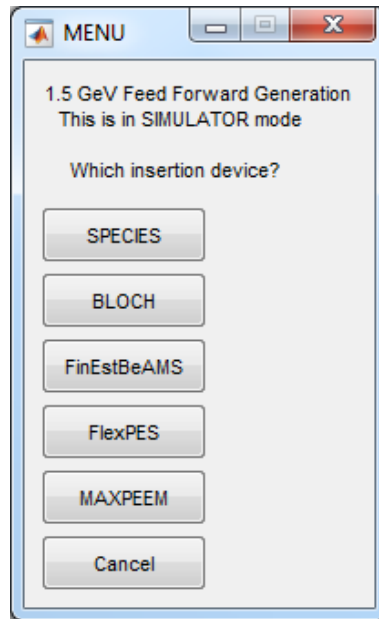 MENU
1.5 GeV Feed Forward Generation
This is in SIMULATOR mode
Which insertion device?
SPECIES
BLOCH
FinEstBeAMS
FlexPES
MAXPEEM
Cancel